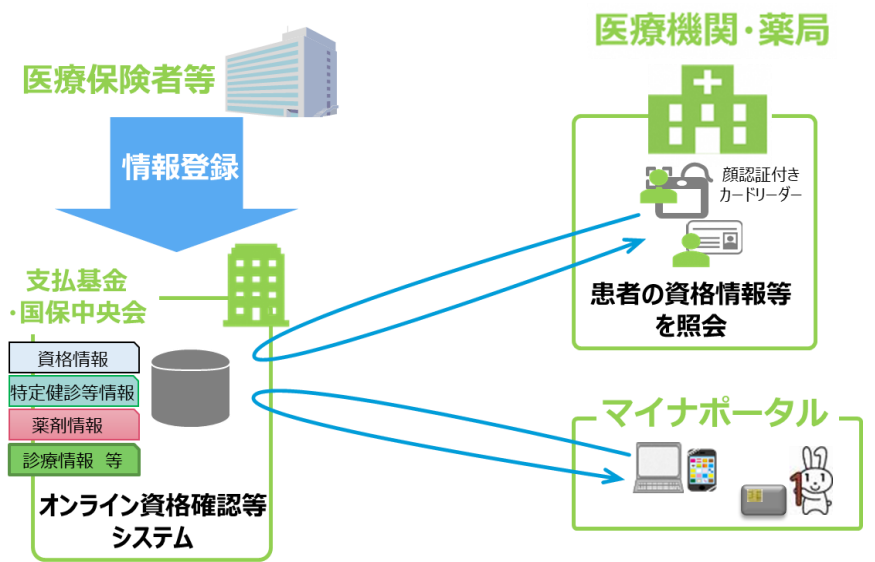 医療保険者等
情報登録
支払基金
・国保中央会
資格情報
特定健診等情報
薬剤情報
診療情報 等
オンライン資格確認等
システム
医療機関・薬局
顔認証付き
カードリーダー
患者の資格情報等
を照会
マイナポータル